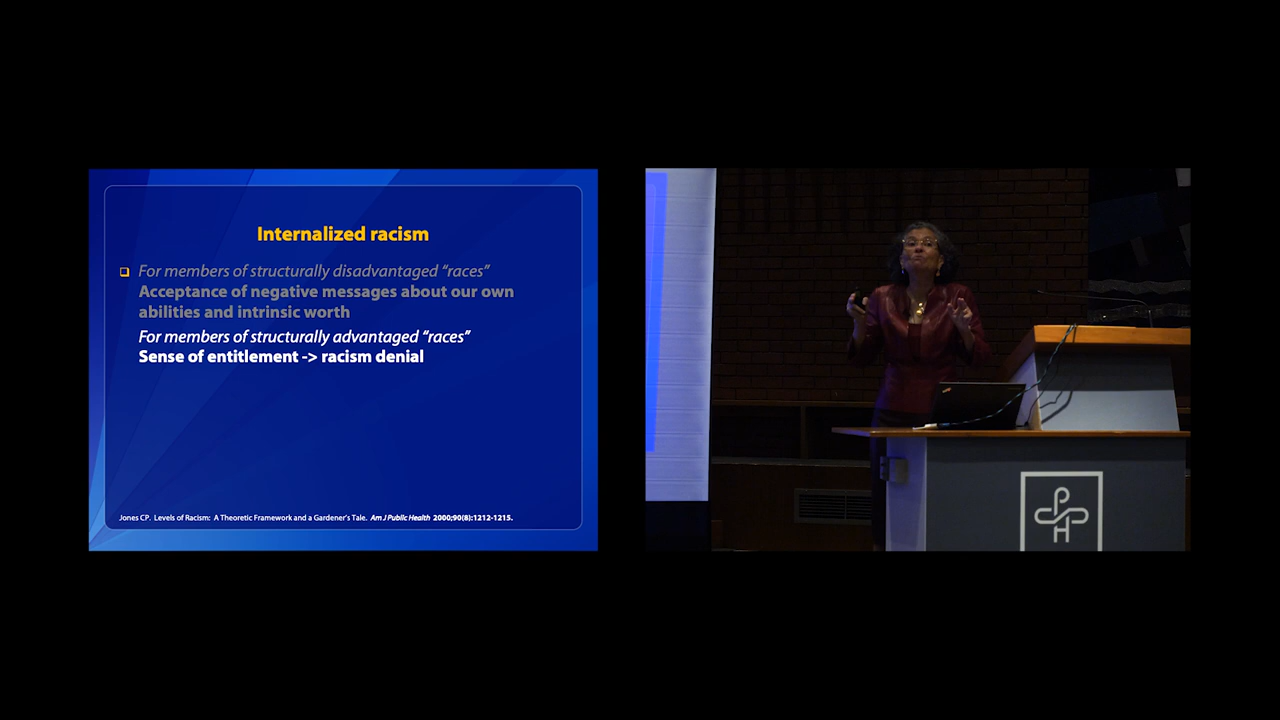 Internalized racism
For members of structurally disadvantaged “races”
Acceptance of negative messages about our own
abilities and intrinsic worth
For members of structurally advantaged “races”
Sense of entitlement -> racism denial
Jones CP. Levels of Racism: A Theoretic Framework and a Gardener's Tale. Am J Public Health 2000;90(8):1212-1215.
P
H